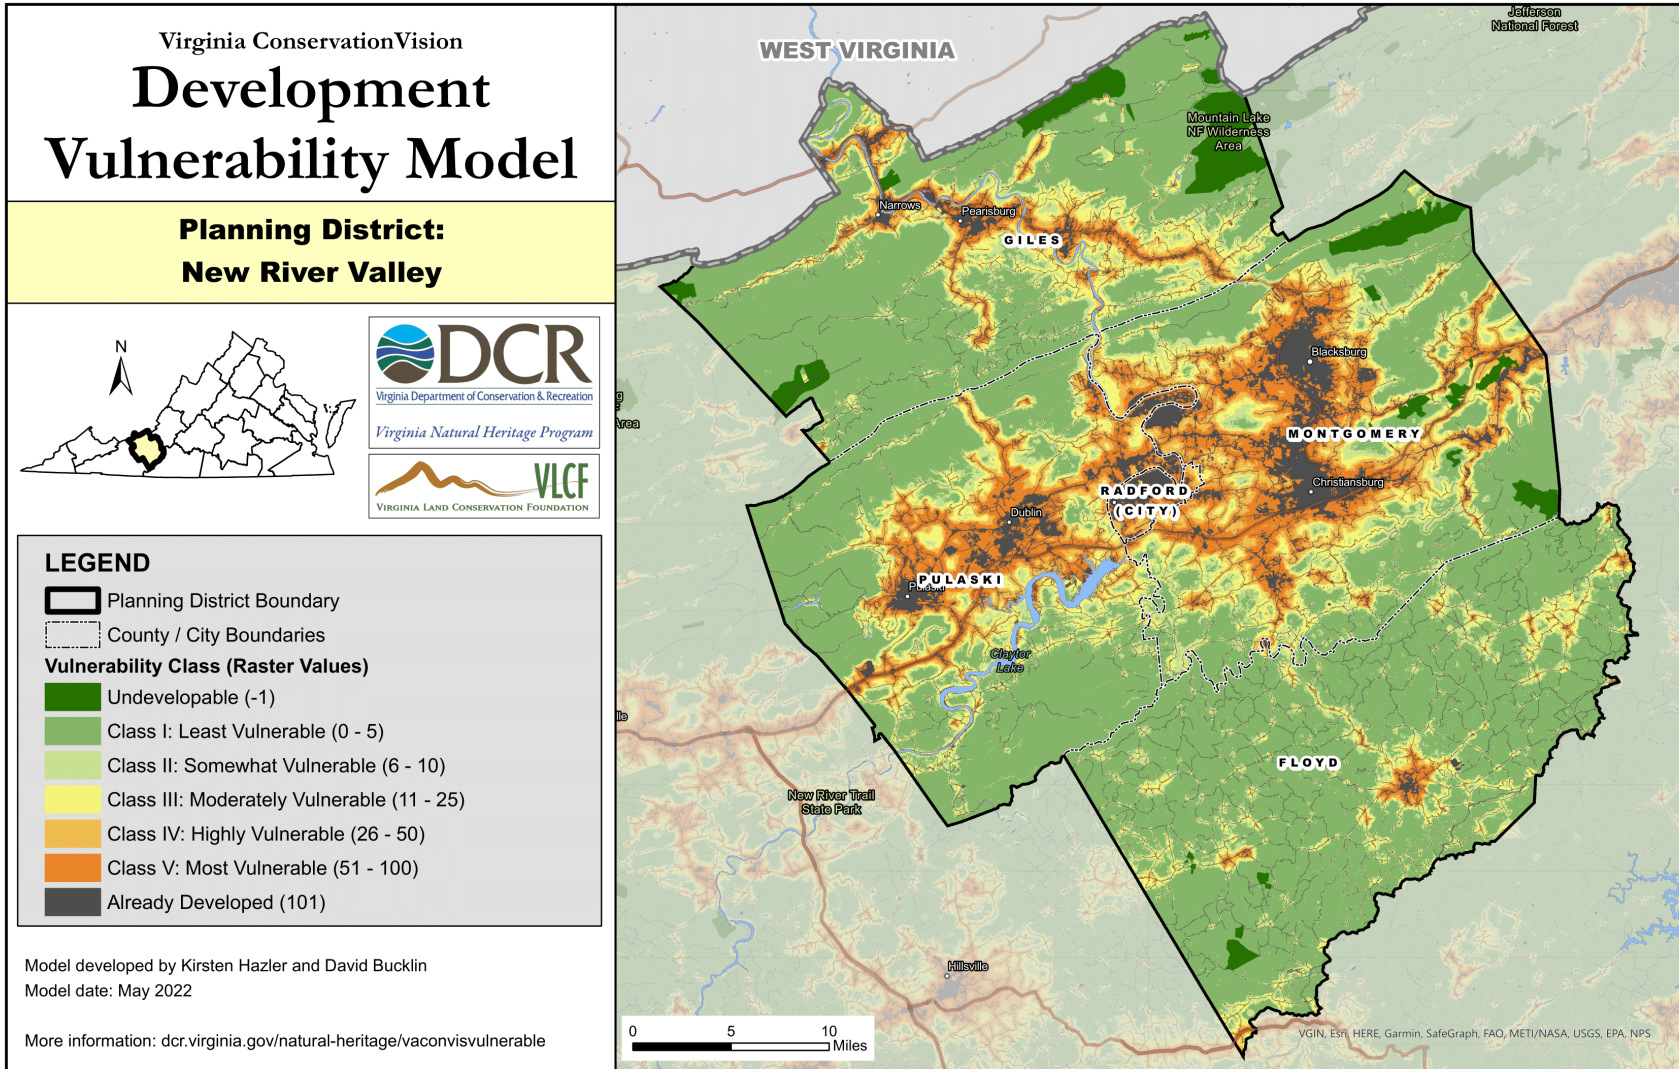 Virginia ConservationVision
Development
Vulnerability Model
Planning District:
New River Valley
N
DCR
Virginia Department of Conservation & Recreation
Virginia Natural Heritage Program
VLCF
VIRGINIA LAND CONSERVATION FOUNDATION
LEGEND
Planning District Boundary
County / City Boundaries
Vulnerability Class (Raster Values)
Undevelopable (-1)
Class I: Least Vulnerable (0 - 5)
Class II: Somewhat Vulnerable (6 - 10)
Class III: Moderately Vulnerable (11 - 25)
Class IV: Highly Vulnerable (26 - 50)
Class V: Most Vulnerable (51 - 100)
Already Developed (101)
Model developed by Kirsten Hazler and David Bucklin
Model date: May 2022
More information: dcr.virginia.gov/natural-heritage/vaconvisvulnerable
WEST VIRGINIA
Jefferson
National Forest
Mountain Lake
NF Wilderness
Area
Narrows
Pearisburg
GILES
Blacksburg
Area
MONTGOMERY
Christiansburg
RADFORD
(CITY)
Dublin
PULASKI
Pulaski
Claytor
Lake
FLOYD
New River Trail
State Park
Hillsville
0 5 10
Miles
VGIN, Esri, HERE, Garmin, SafeGraph, FAO, METI/NASA, USGS, EPA, NPS